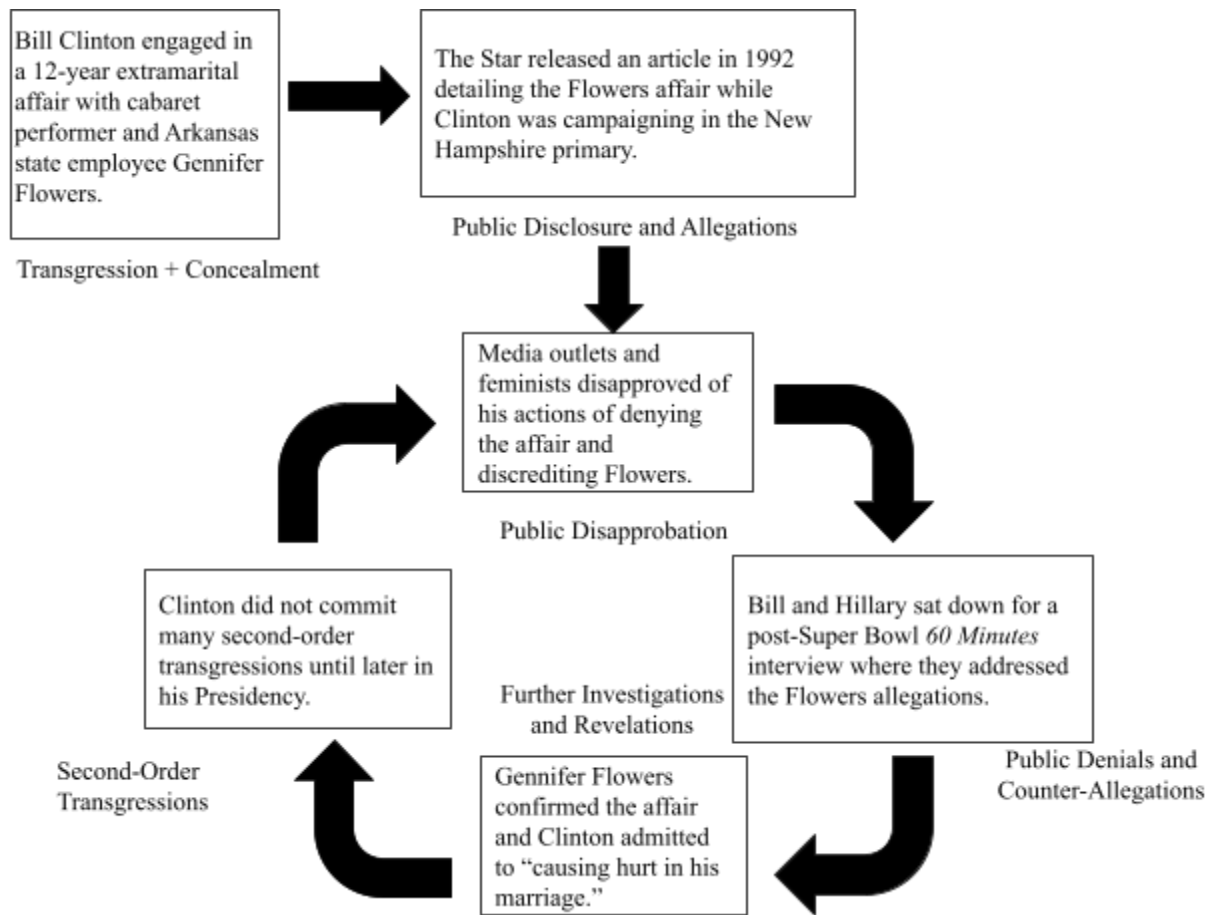 Bill Clinton engaged in
a 12-year extramarital
affair with cabaret
performer and Arkansas
state employee Gennifer
Flowers.
Transgression + Concealment
The Star released an article in 1992
detailing the Flowers affair while
Clinton was campaigning in the New
Hampshire primary.
Public Disclosure and Allegations
Media outlets and
feminists disapproved of
his actions of denying
the affair and
discrediting Flowers.
Public Disapprobation
Bill and Hillary sat down for a
post-Super Bowl 60 Minutes
interview where they addressed
the Flowers allegations.
Public Denials and
Counter-Allegations
Further Investigations
and Revelations
Gennifer Flowers
confirmed the affair
and Clinton admitted
to “causing hurt in his
marriage.”
Clinton did not commit
many second-order
transgressions until later in
his Presidency.
Second-Order
Transgressions